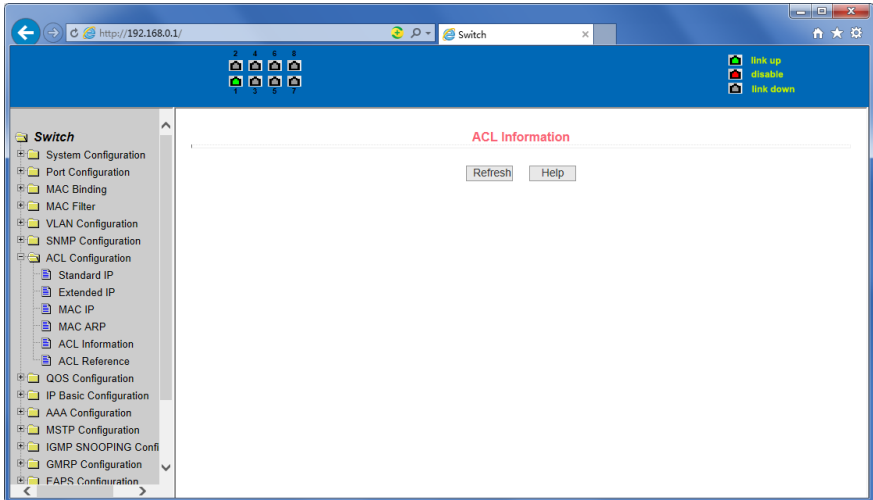 http://192.168.0.1/
Switch
2 4 6 8
1 3 5 7
link up
disable
link down
Switch
System Configuration
Port Configuration
MAC Binding
MAC Filter
VLAN Configuration
SNMP Configuration
ACL Configuration
Standard IP
Extended IP
MAC IP
MAC ARP
ACL Information
ACL Reference
QOS Configuration
IP Basic Configuration
AAA Configuration
MSTP Configuration
IGMP SNOOPING Confi
GMRP Configuration
EAPS Configuration
ACL Information
Refresh Help